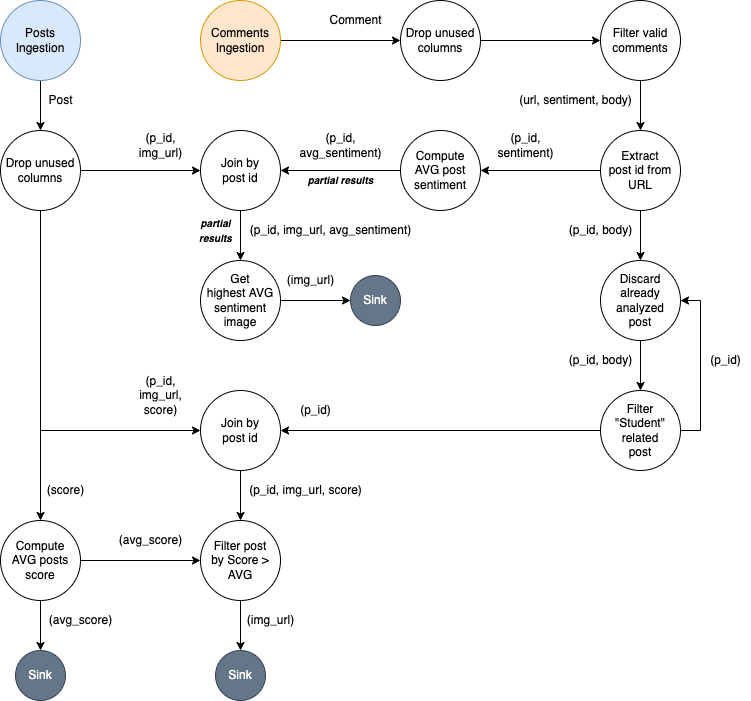 Posts
Ingestion
Comments
Ingestion
Comment
Drop unused
columns
Filter valid
comments
Post
(url, sentiment, body)
Drop unused
columns
(p_id,
img_url)
Join by
post id
(p_id,
avg_sentiment)
partial results
Compute
AVG post
sentiment
(p_id,
sentiment)
Extract
post id from
URL
partial
results
(p_id, img_url, avg_sentiment)
(p_id, body)
Get
highest AVG
sentiment
image
(img_url)
Sink
Discard
already
analyzed
post
(p_id, body)
(p_id)
(p_id,
img_url,
score)
Join by
post id
(p_id)
Filter
"Student"
related
post
(score)
(p_id, img_url, score)
Compute
AVG posts
score
(avg_score)
Filter post
by Score >
AVG
(avg_score)
(img_url)
Sink
Sink